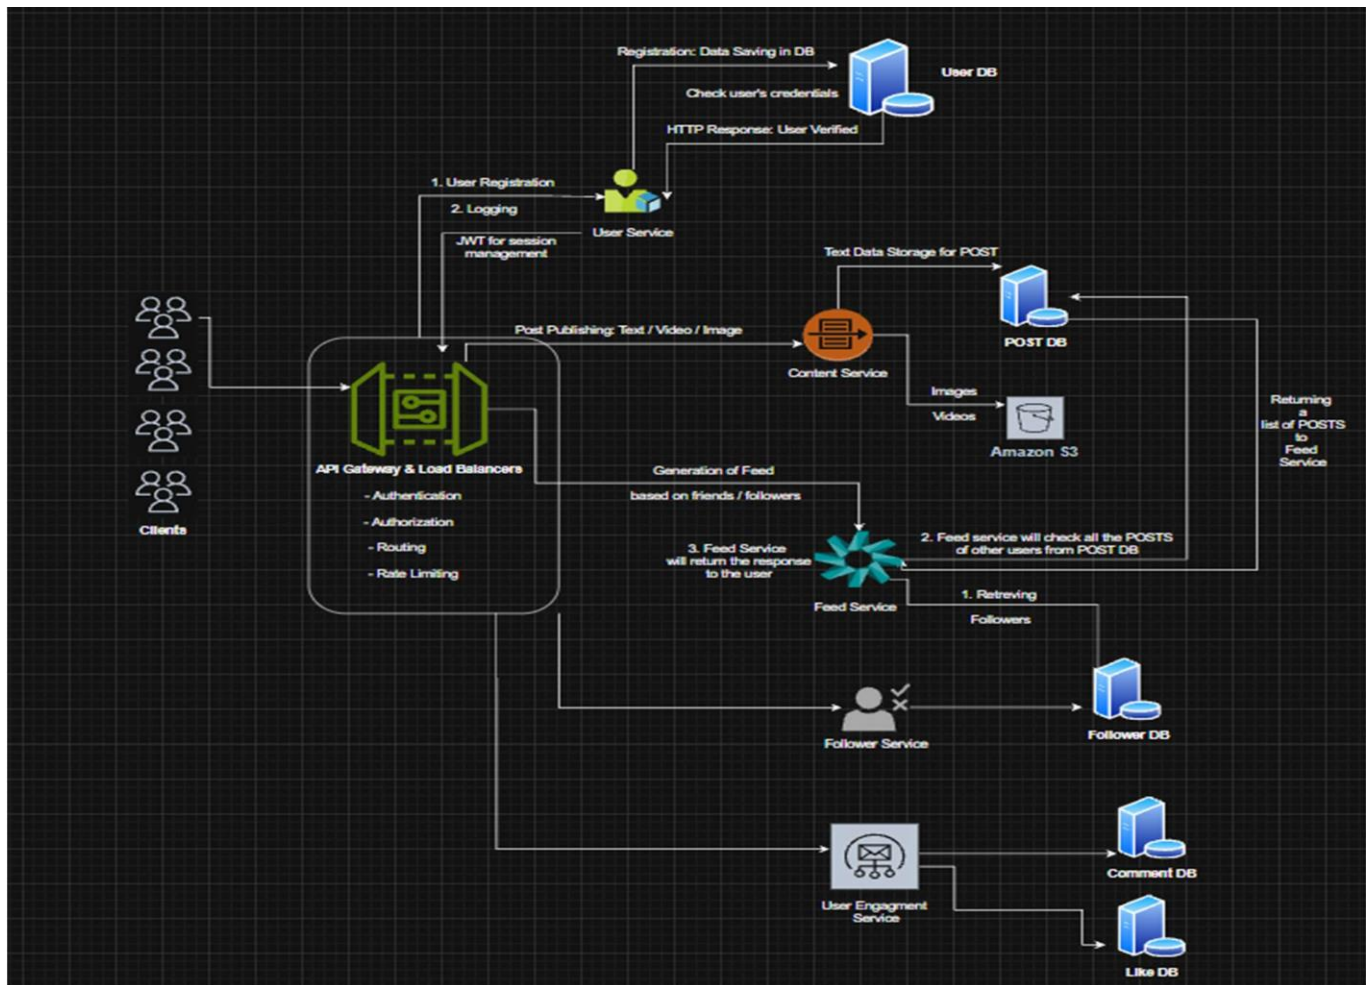 Registration: Data Saving in DB
User DB
Check user's credentials
HTTP Response: User Verified
1. User Registration
2. Logging
User Service
JWT for session
management
Text Data Storage for POST
Post Publishing: Text / Video / Image
POST DB
Content Service
Images
Videos
Amazon S3
Returning
a
list of POSTS
to
Feed
Service
API Gateway & Load Balancers
- Authentication
- Authorization
- Routing
- Rate Limiting
Clients
Generation of Feed
based on friends / followers
2. Feed service will check all the POSTS
of other users from POST DB
3. Feed Service
will return the response
to the user
Feed Service
1. Retreving
Followers
Follower Service
Follower DB
Comment DB
User Engagment
Service
Like DB